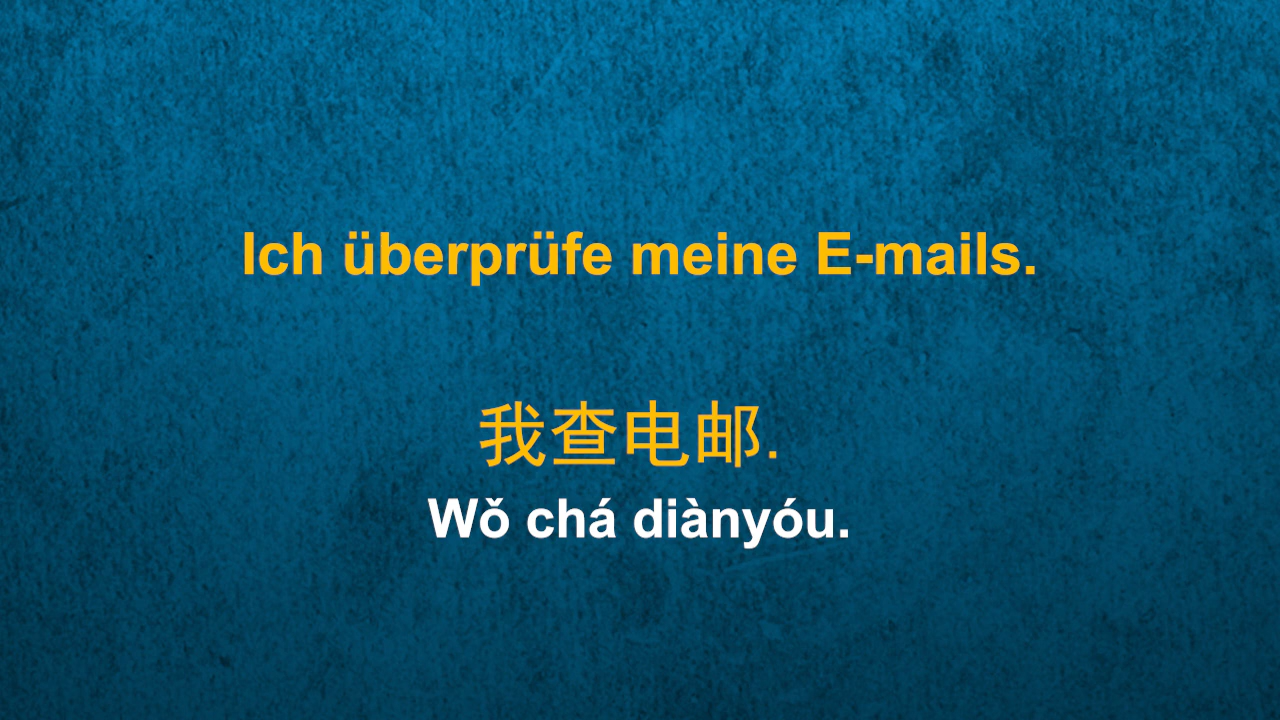 Ich überprüfe meine E-mails.
我查电邮.
Wǒ chá diànyóu.